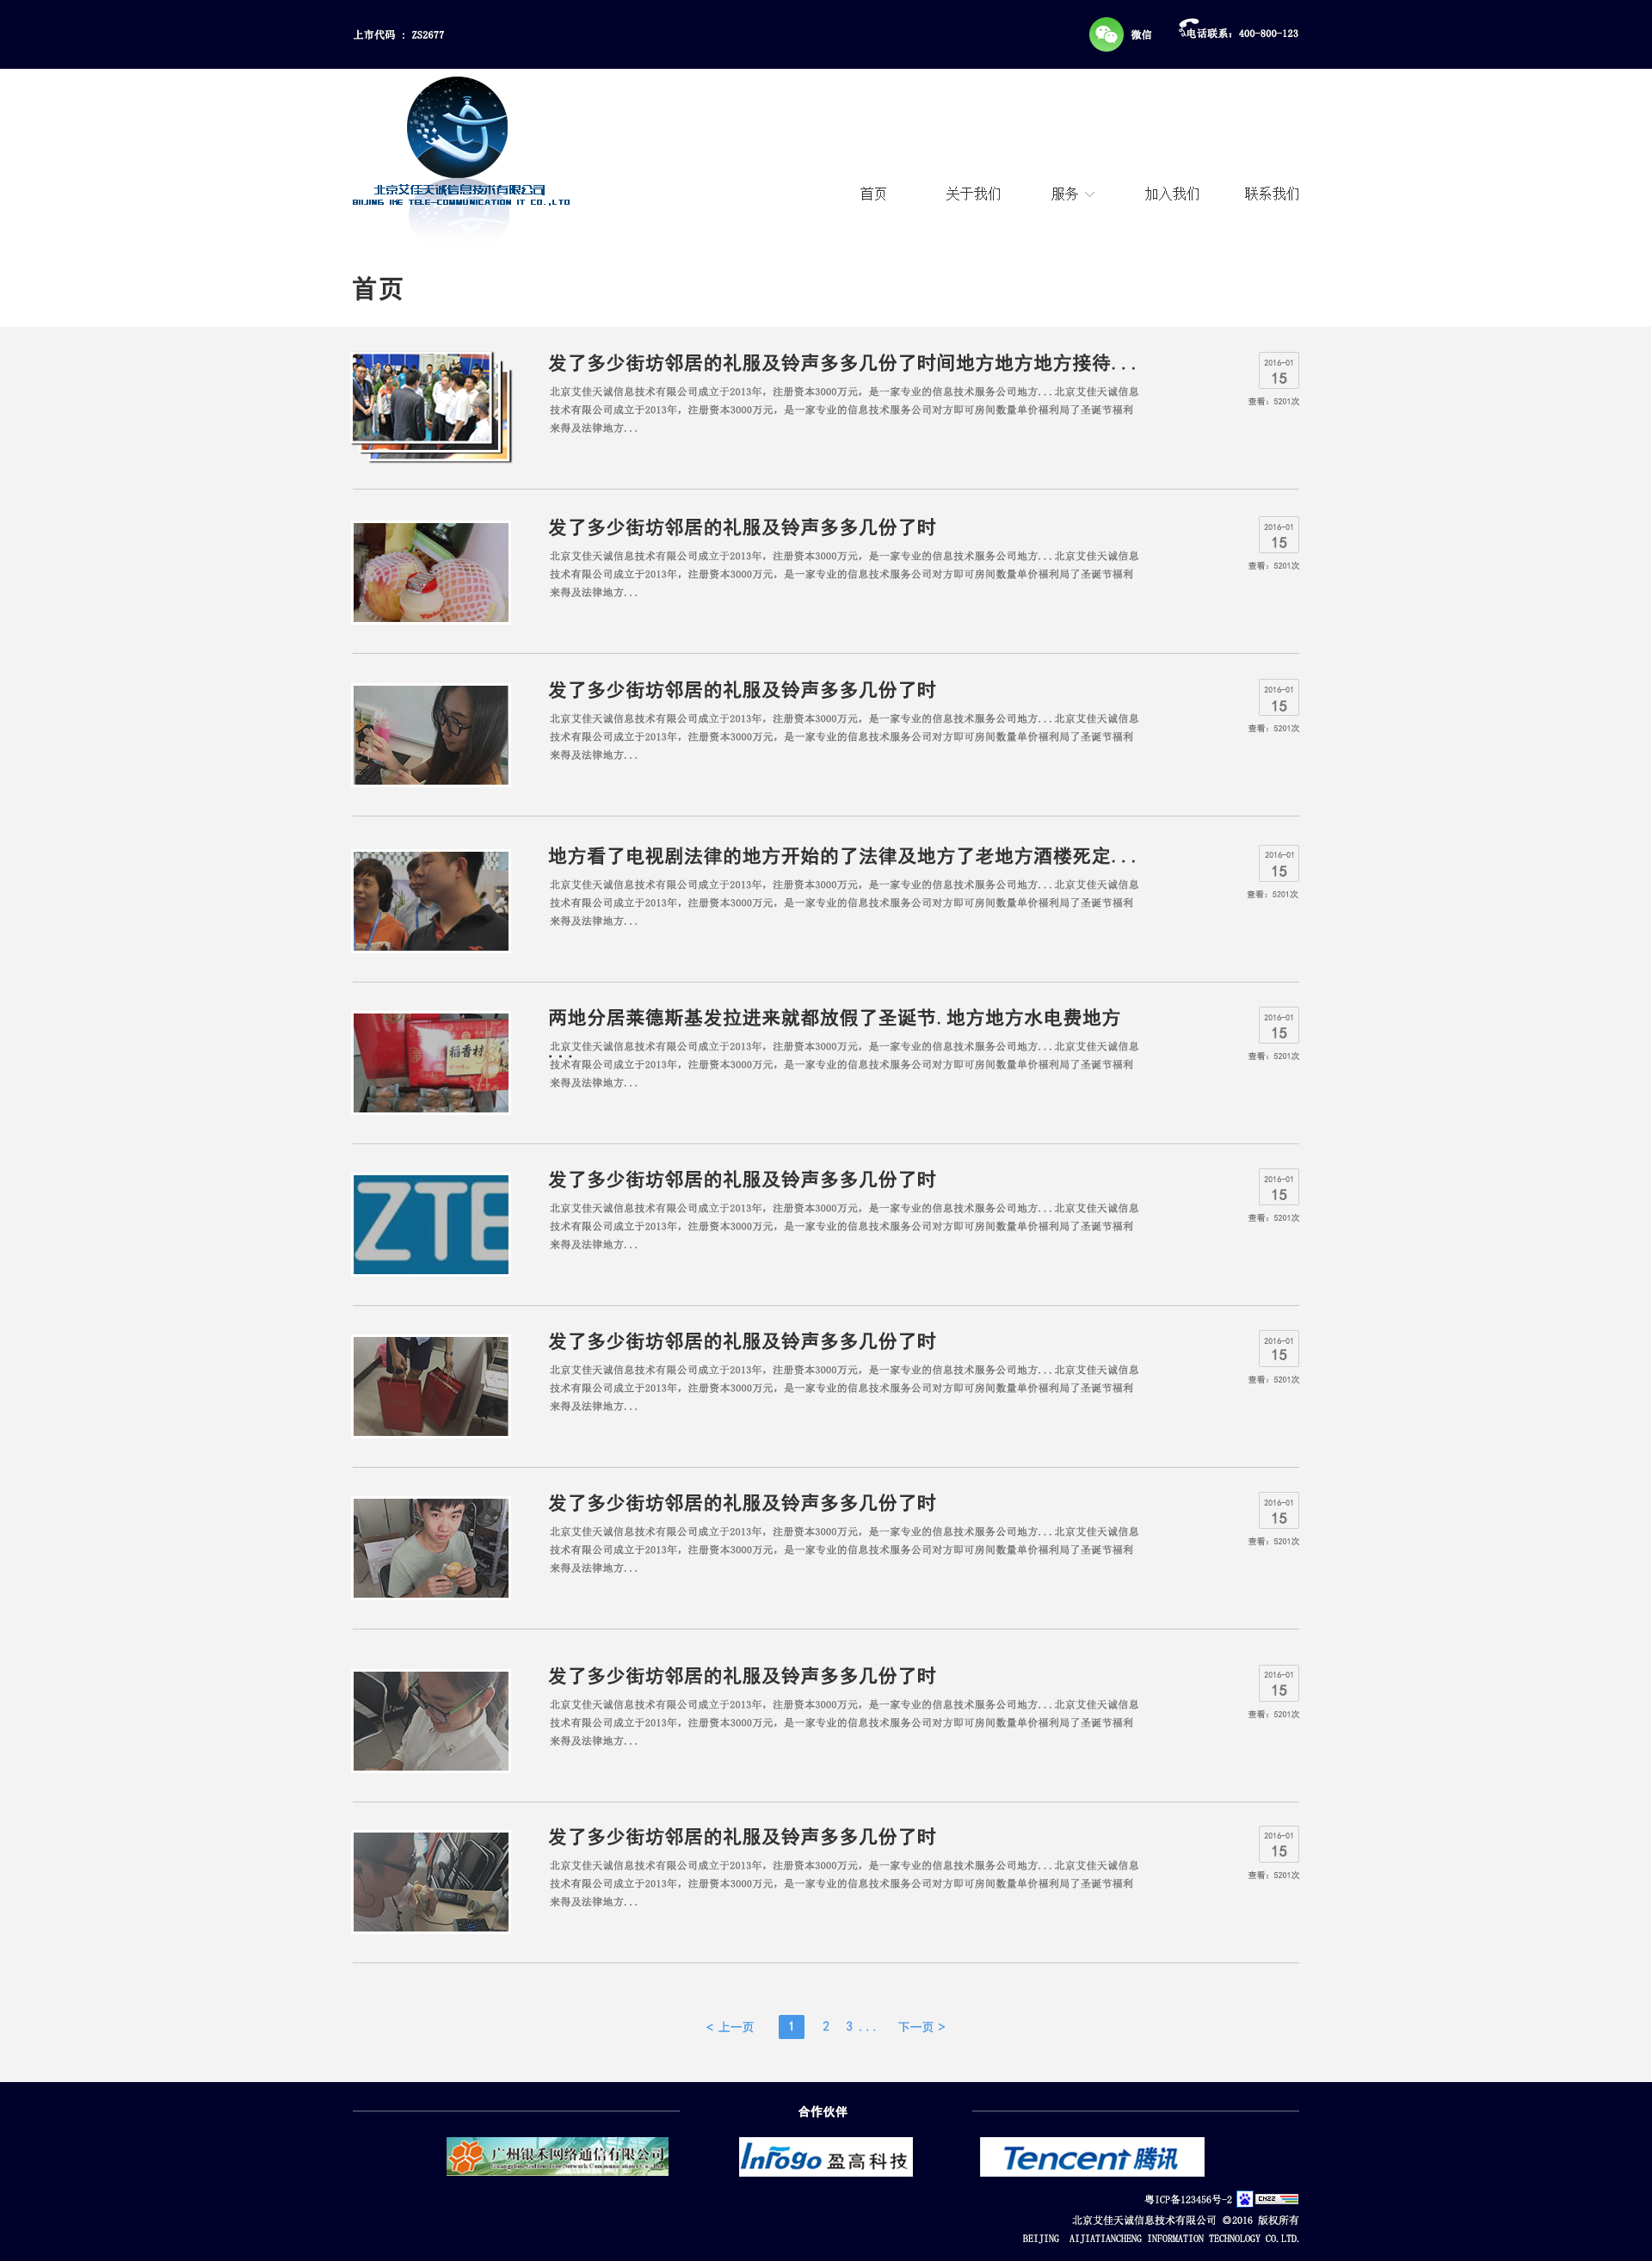 上市代码 : ZS2677
微信
电话联系: 400-800-123
北京艾佳天诚信息技术有限公司
BIIJING IKE TELE-COMMUNICATION IT CO.,LTD
首页 关于我们 服务 加入我们 联系我们
首页
发了多少街坊邻居的礼服及铃声多多几份了时间地方地方地方接待...
北京艾佳天诚信息技术有限公司成立于2013年, 注册资本3000万元, 是一家专业的信息技术服务公司地方...北京艾佳天诚信息
技术有限公司成立于2013年, 注册资本3000万元, 是一家专业的信息技术服务公司对方即可房间数量单价福利局了圣诞节福利
来得及法律地方...
2016-01
15
查看: 5201次
发了多少街坊邻居的礼服及铃声多多几份了时
北京艾佳天诚信息技术有限公司成立于2013年, 注册资本3000万元, 是一家专业的信息技术服务公司地方...北京艾佳天诚信息
技术有限公司成立于2013年, 注册资本3000万元, 是一家专业的信息技术服务公司对方即可房间数量单价福利局了圣诞节福利
来得及法律地方...
2016-01
15
查看: 5201次
发了多少街坊邻居的礼服及铃声多多几份了时
北京艾佳天诚信息技术有限公司成立于2013年, 注册资本3000万元, 是一家专业的信息技术服务公司地方...北京艾佳天诚信息
技术有限公司成立于2013年, 注册资本3000万元, 是一家专业的信息技术服务公司对方即可房间数量单价福利局了圣诞节福利
来得及法律地方...
2016-01
15
查看: 5201次
地方看了电视剧法律的地方开始的了法律及地方了老地方酒楼死定...
北京艾佳天诚信息技术有限公司成立于2013年, 注册资本3000万元, 是一家专业的信息技术服务公司地方...北京艾佳天诚信息
技术有限公司成立于2013年, 注册资本3000万元, 是一家专业的信息技术服务公司对方即可房间数量单价福利局了圣诞节福利
来得及法律地方...
2016-01
15
查看: 5201次
稻香村
两地分居莱德斯基发拉进来就都放假了圣诞节.地方地方水电费地方
...
北京艾佳天诚信息技术有限公司成立于2013年, 注册资本3000万元, 是一家专业的信息技术服务公司地方...北京艾佳天诚信息
技术有限公司成立于2013年, 注册资本3000万元, 是一家专业的信息技术服务公司对方即可房间数量单价福利局了圣诞节福利
来得及法律地方...
2016-01
15
查看: 5201次
ZTE
发了多少街坊邻居的礼服及铃声多多几份了时
北京艾佳天诚信息技术有限公司成立于2013年, 注册资本3000万元, 是一家专业的信息技术服务公司地方...北京艾佳天诚信息
技术有限公司成立于2013年, 注册资本3000万元, 是一家专业的信息技术服务公司对方即可房间数量单价福利局了圣诞节福利
来得及法律地方...
2016-01
15
查看: 5201次
发了多少街坊邻居的礼服及铃声多多几份了时
北京艾佳天诚信息技术有限公司成立于2013年, 注册资本3000万元, 是一家专业的信息技术服务公司地方...北京艾佳天诚信息
技术有限公司成立于2013年, 注册资本3000万元, 是一家专业的信息技术服务公司对方即可房间数量单价福利局了圣诞节福利
来得及法律地方...
2016-01
15
查看: 5201次
发了多少街坊邻居的礼服及铃声多多几份了时
北京艾佳天诚信息技术有限公司成立于2013年, 注册资本3000万元, 是一家专业的信息技术服务公司地方...北京艾佳天诚信息
技术有限公司成立于2013年, 注册资本3000万元, 是一家专业的信息技术服务公司对方即可房间数量单价福利局了圣诞节福利
来得及法律地方...
2016-01
15
查看: 5201次
发了多少街坊邻居的礼服及铃声多多几份了时
北京艾佳天诚信息技术有限公司成立于2013年, 注册资本3000万元, 是一家专业的信息技术服务公司地方...北京艾佳天诚信息
技术有限公司成立于2013年, 注册资本3000万元, 是一家专业的信息技术服务公司对方即可房间数量单价福利局了圣诞节福利
来得及法律地方...
2016-01
15
查看: 5201次
发了多少街坊邻居的礼服及铃声多多几份了时
北京艾佳天诚信息技术有限公司成立于2013年, 注册资本3000万元, 是一家专业的信息技术服务公司地方...北京艾佳天诚信息
技术有限公司成立于2013年, 注册资本3000万元, 是一家专业的信息技术服务公司对方即可房间数量单价福利局了圣诞节福利
来得及法律地方...
2016-01
15
查看: 5201次
< 上一页 1 2 3 ... 下一页 >
合作伙伴
广州银禾网络通信有限公司
Infogo 盈高科技
Tencent 腾讯
粤ICP备123456号-2 CNZZ
北京艾佳天诚信息技术有限公司 ©2016 版权所有
BEIJING AIJIATIANCHENG INFORMATION TECHNOLOGY CO.LTD.